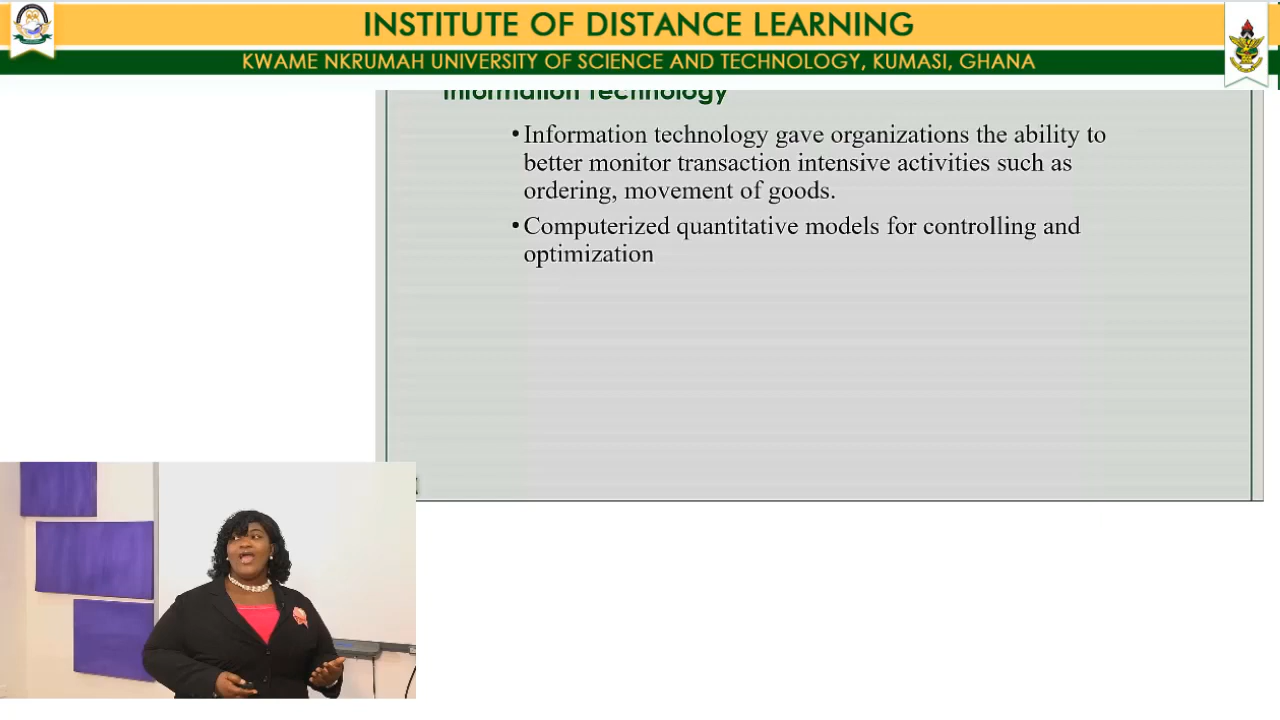 INSTITUTE OF DISTANCE LEARNING
KWAME NKRUMAH UNIVERSITY OF SCIENCE AND TECHNOLOGY, KUMASI, GHANA
Information Technology
•Information technology gave organizations the ability to
better monitor transaction intensive activities such as
ordering, movement of goods.
•Computerized quantitative models for controlling and
optimization